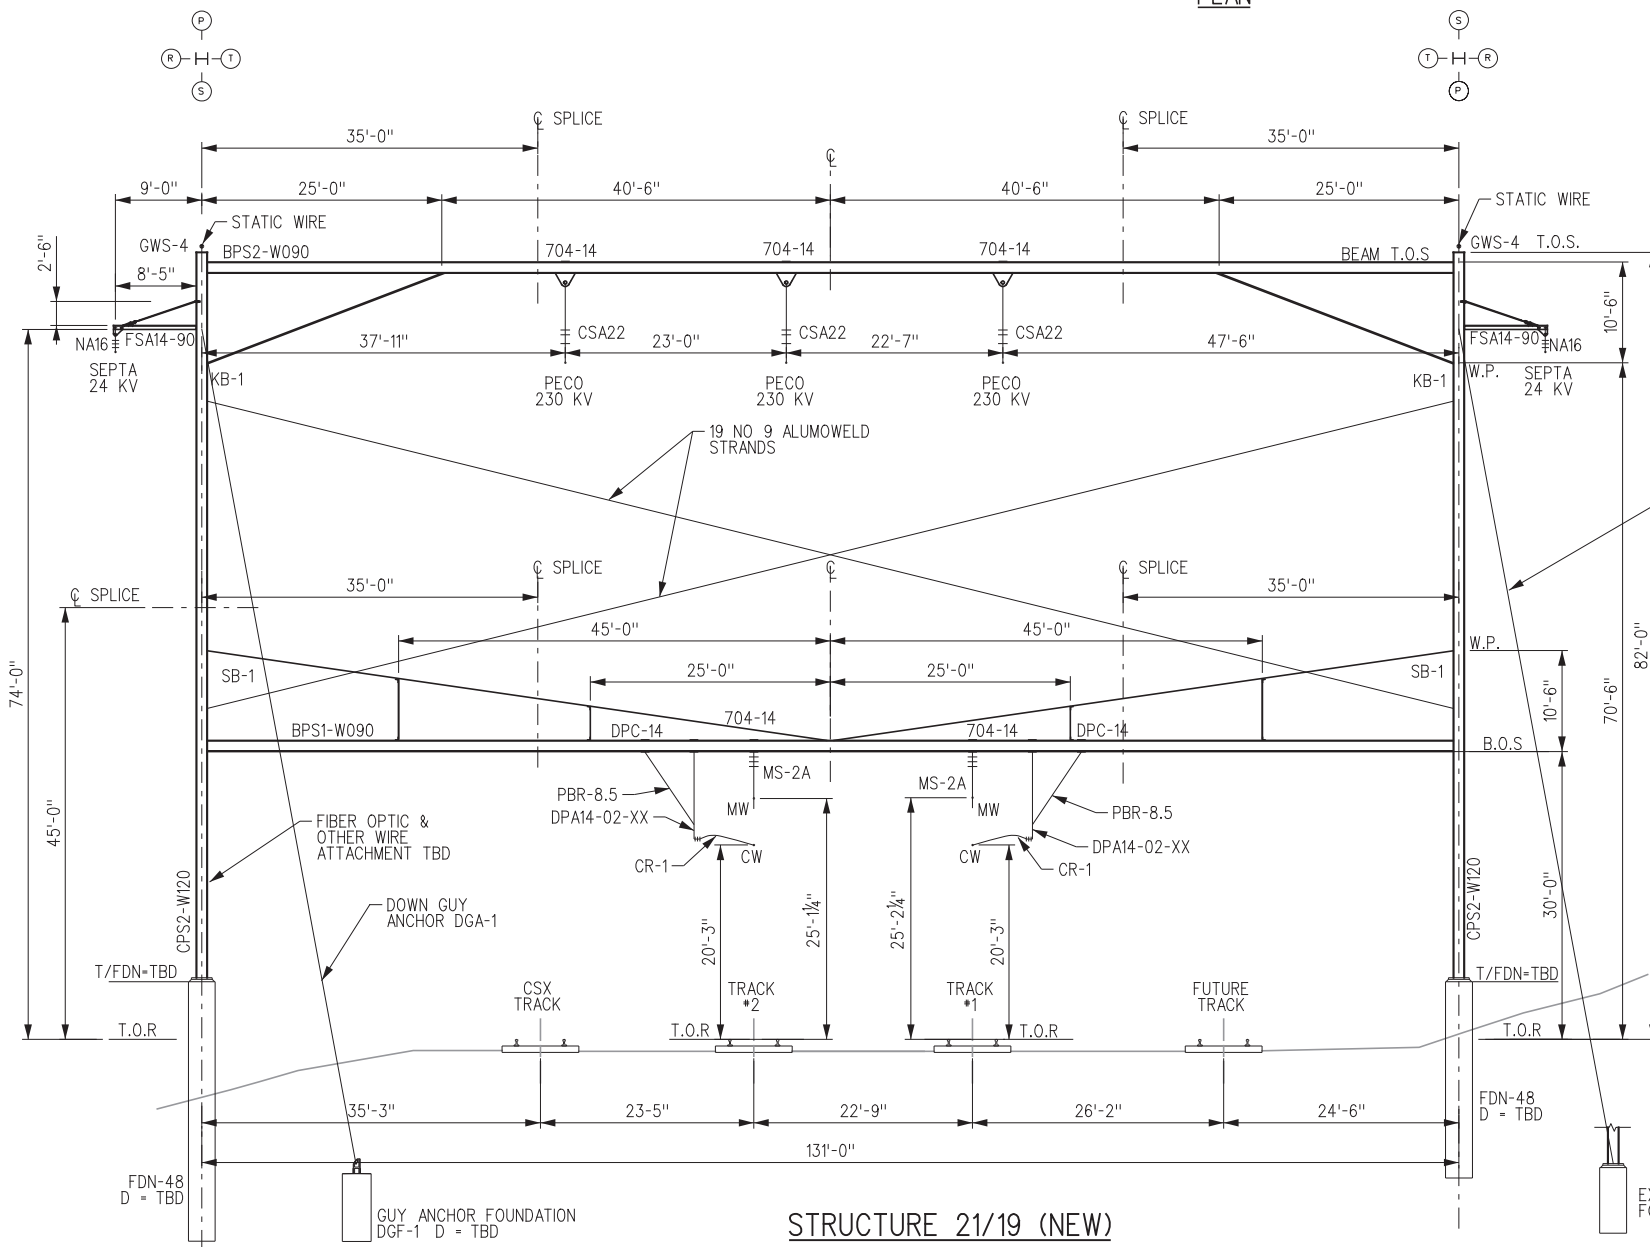 PLAN
P
S
R H T
T H R
S
P
℄ SPLICE
℄ SPLICE
35'-0"
35'-0"
℄
9'-0"
25'-0"
40'-6"
40'-6"
25'-0"
STATIC WIRE
STATIC WIRE
GWS-4
BPS2-W090
704-14
704-14
704-14
BEAM T.O.S
GWS-4
T.O.S.
2'-6"
8'-5"
10'-6"
NA16
FSA14-90
CSA22
CSA22
CSA22
FSA14-90
NA16
37'-11"
23'-0"
22'-7"
47'-6"
SEPTA
24 KV
KB-1
PECO
230 KV
PECO
230 KV
PECO
230 KV
KB-1
W.P.
SEPTA
24 KV
19 NO 9 ALUMOWELD
STRANDS
℄ SPLICE
℄
℄ SPLICE
35'-0"
35'-0"
℄ SPLICE
45'-0"
45'-0"
W.P.
82'-0"
74'-0"
SB-1
25'-0"
25'-0"
SB-1
10'-6"
70'-6"
BPS1-W090
DPC-14
704-14
704-14
DPC-14
B.O.S
PBR-8.5
MS-2A
MS-2A
PBR-8.5
DPA14-02-XX
MW
MW
DPA14-02-XX
45'-0"
FIBER OPTIC &
OTHER WIRE
ATTACHMENT TBD
CR-1
CW
CW
CR-1
CPS2-W120
CPS2-W120
30'-0"
DOWN GUY
ANCHOR DGA-1
20'-3"
25'-1¼"
25'-2¼"
20'-3"
T/FDN=TBD
T/FDN=TBD
CSX
TRACK
TRACK
#2
TRACK
#1
FUTURE
TRACK
T.O.R
T.O.R
T.O.R
T.O.R
35'-3"
23'-5"
22'-9"
26'-2"
24'-6"
FDN-48
D = TBD
131'-0"
FDN-48
D = TBD
GUY ANCHOR FOUNDATION
DGF-1 D = TBD
STRUCTURE 21/19 (NEW)